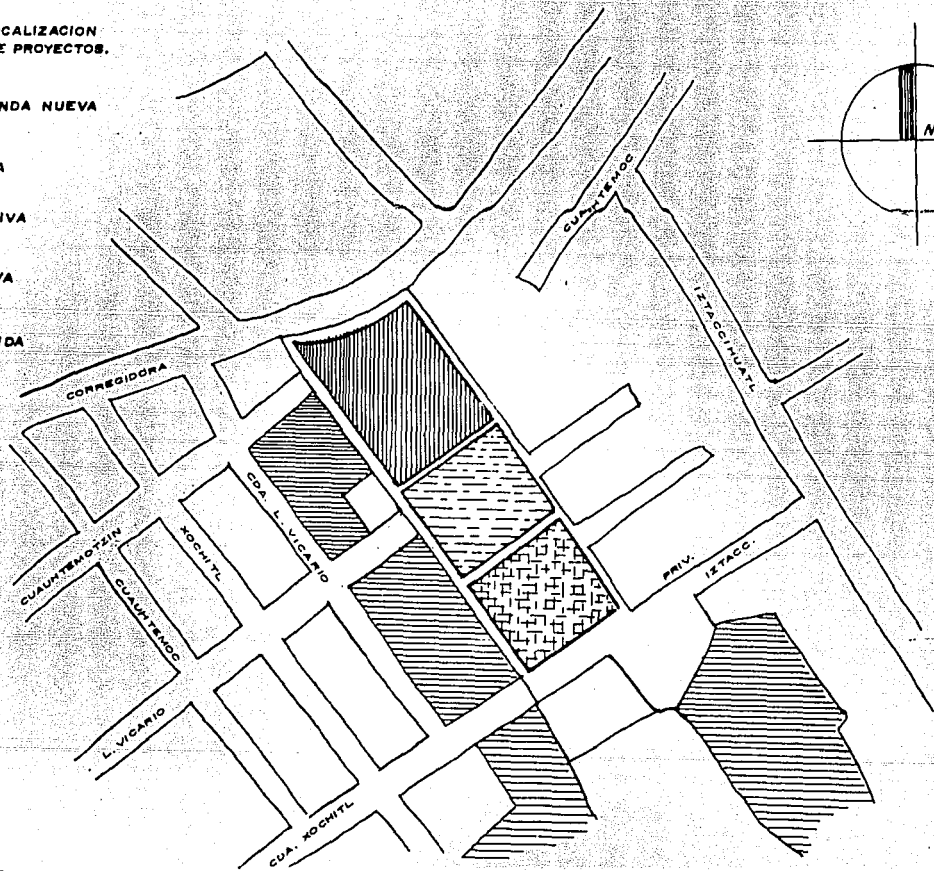 CALIZACION
E PROYECTOS.
NDA NUEVA
A
IVA
VA
DA
N
CUAUHTEMOC
IZTACCIHUATL
CORREGIDORA
CDA. L. VICARIO
XOCHITL
CUAUHTEMOTZIN
CUAUHTEMOC
PRIV. IZTACC.
L. VICARIO
CDA. XOCHITL